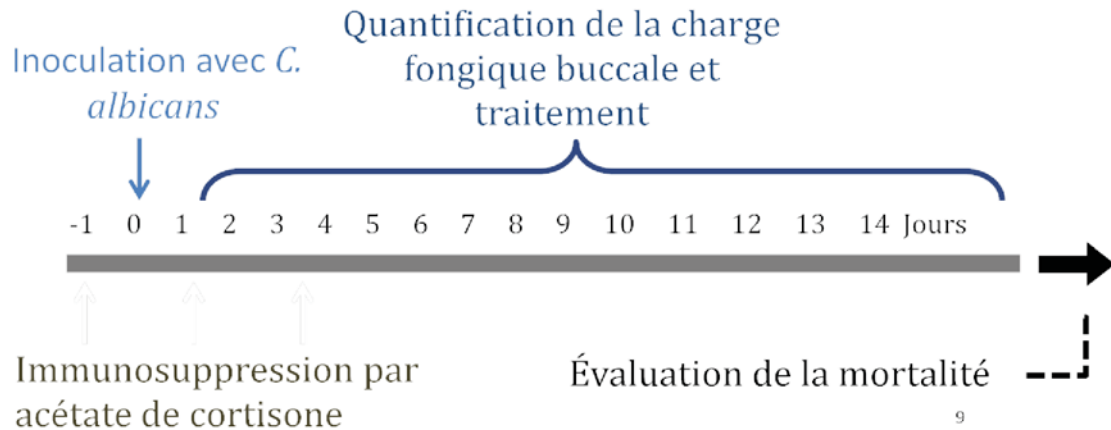 Quantification de la charge
fongique buccale et
traitement
Inoculation avec C.
albicans
-1 0 1 2 3 4 5 6 7 8 9 10 11 12 13 14 Jours
Immunosuppression par
acétate de cortisone
Évaluation de la mortalité
9